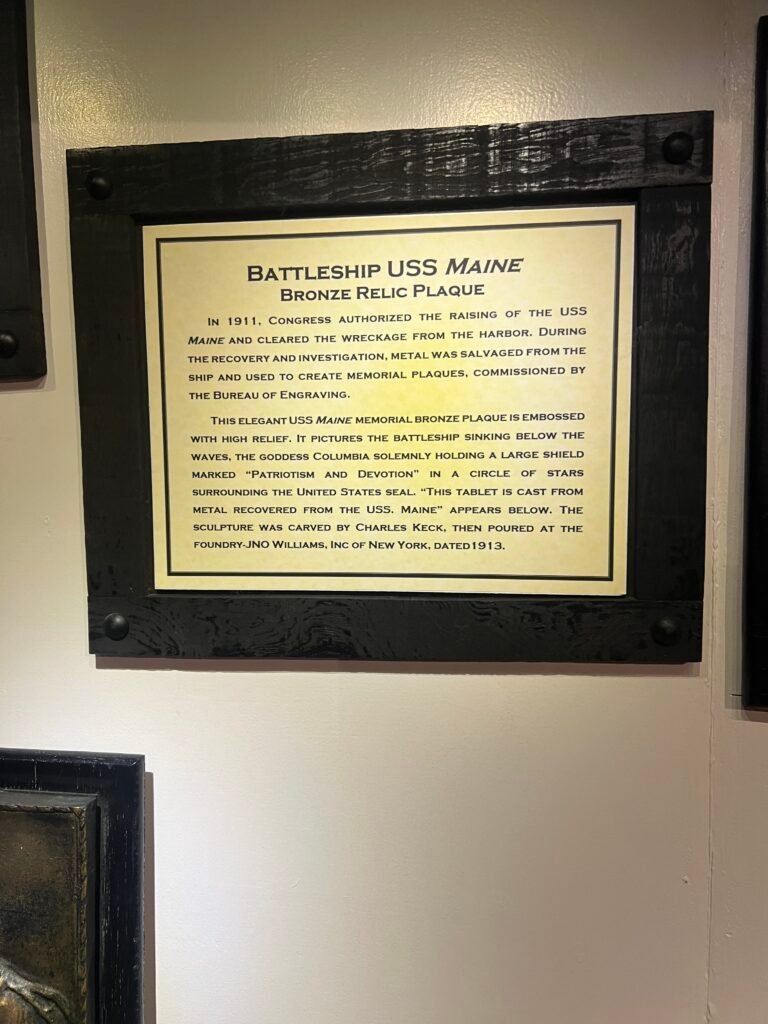 BATTLESHIP USS MAINE
BRONZE RELIC PLAQUE
IN 1911, CONGRESS AUTHORIZED THE RAISING OF THE USS
MAINE AND CLEARED THE WRECKAGE FROM THE HARBOR. DURING
THE RECOVERY AND INVESTIGATION, METAL WAS SALVAGED FROM THE
SHIP AND USED TO CREATE MEMORIAL PLAQUES, COMMISSIONED BY
THE BUREAU OF ENGRAVING.
THIS ELEGANT USS MAINE MEMORIAL BRONZE PLAQUE IS EMBOSSED
WITH HIGH RELIEF. IT PICTURES THE BATTLESHIP SINKING BELOW THE
WAVES, THE GODDESS COLUMBIA SOLEMNLY HOLDING A LARGE SHIELD
MARKED “PATRIOTISM AND DEVOTION” IN A CIRCLE OF STARS
SURROUNDING THE UNITED STATES SEAL. “THIS TABLET IS CAST FROM
METAL RECOVERED FROM THE USS. MAINE” APPEARS BELOW. THE
SCULPTURE WAS CARVED BY CHARLES KECK, THEN POURED AT THE
FOUNDRY-JNO WILLIAMS, INC OF NEW YORK, DATED1913.